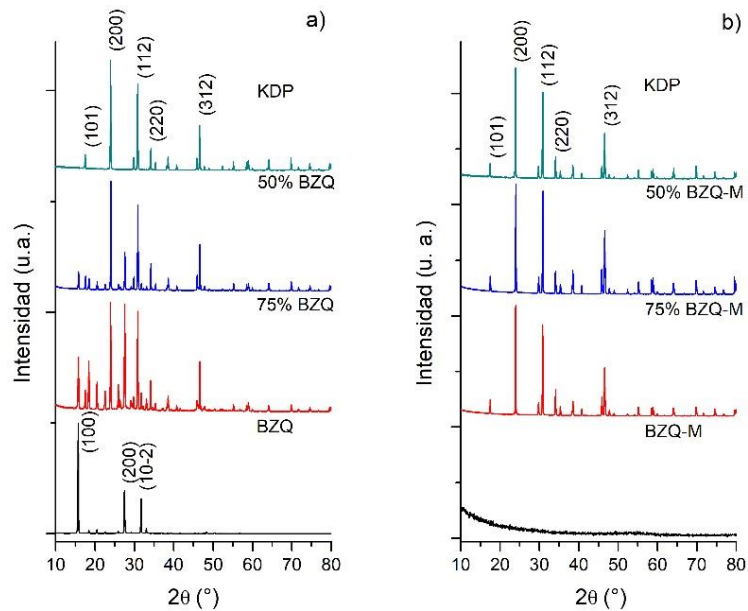 a)
Intensidad (u.a.)
(101)
(200)
(112)
(220)
(312)
KDP
50% BZQ
75% BZQ
BZQ
(100)
(200)
(10-2)
10 20 30 40 50 60 70 80
2θ (°)
b)
Intensidad (u. a.)
(101)
(200)
(112)
(220)
(312)
KDP
50% BZQ-M
75% BZQ-M
BZQ-M
10 20 30 40 50 60 70 80
2θ (°)